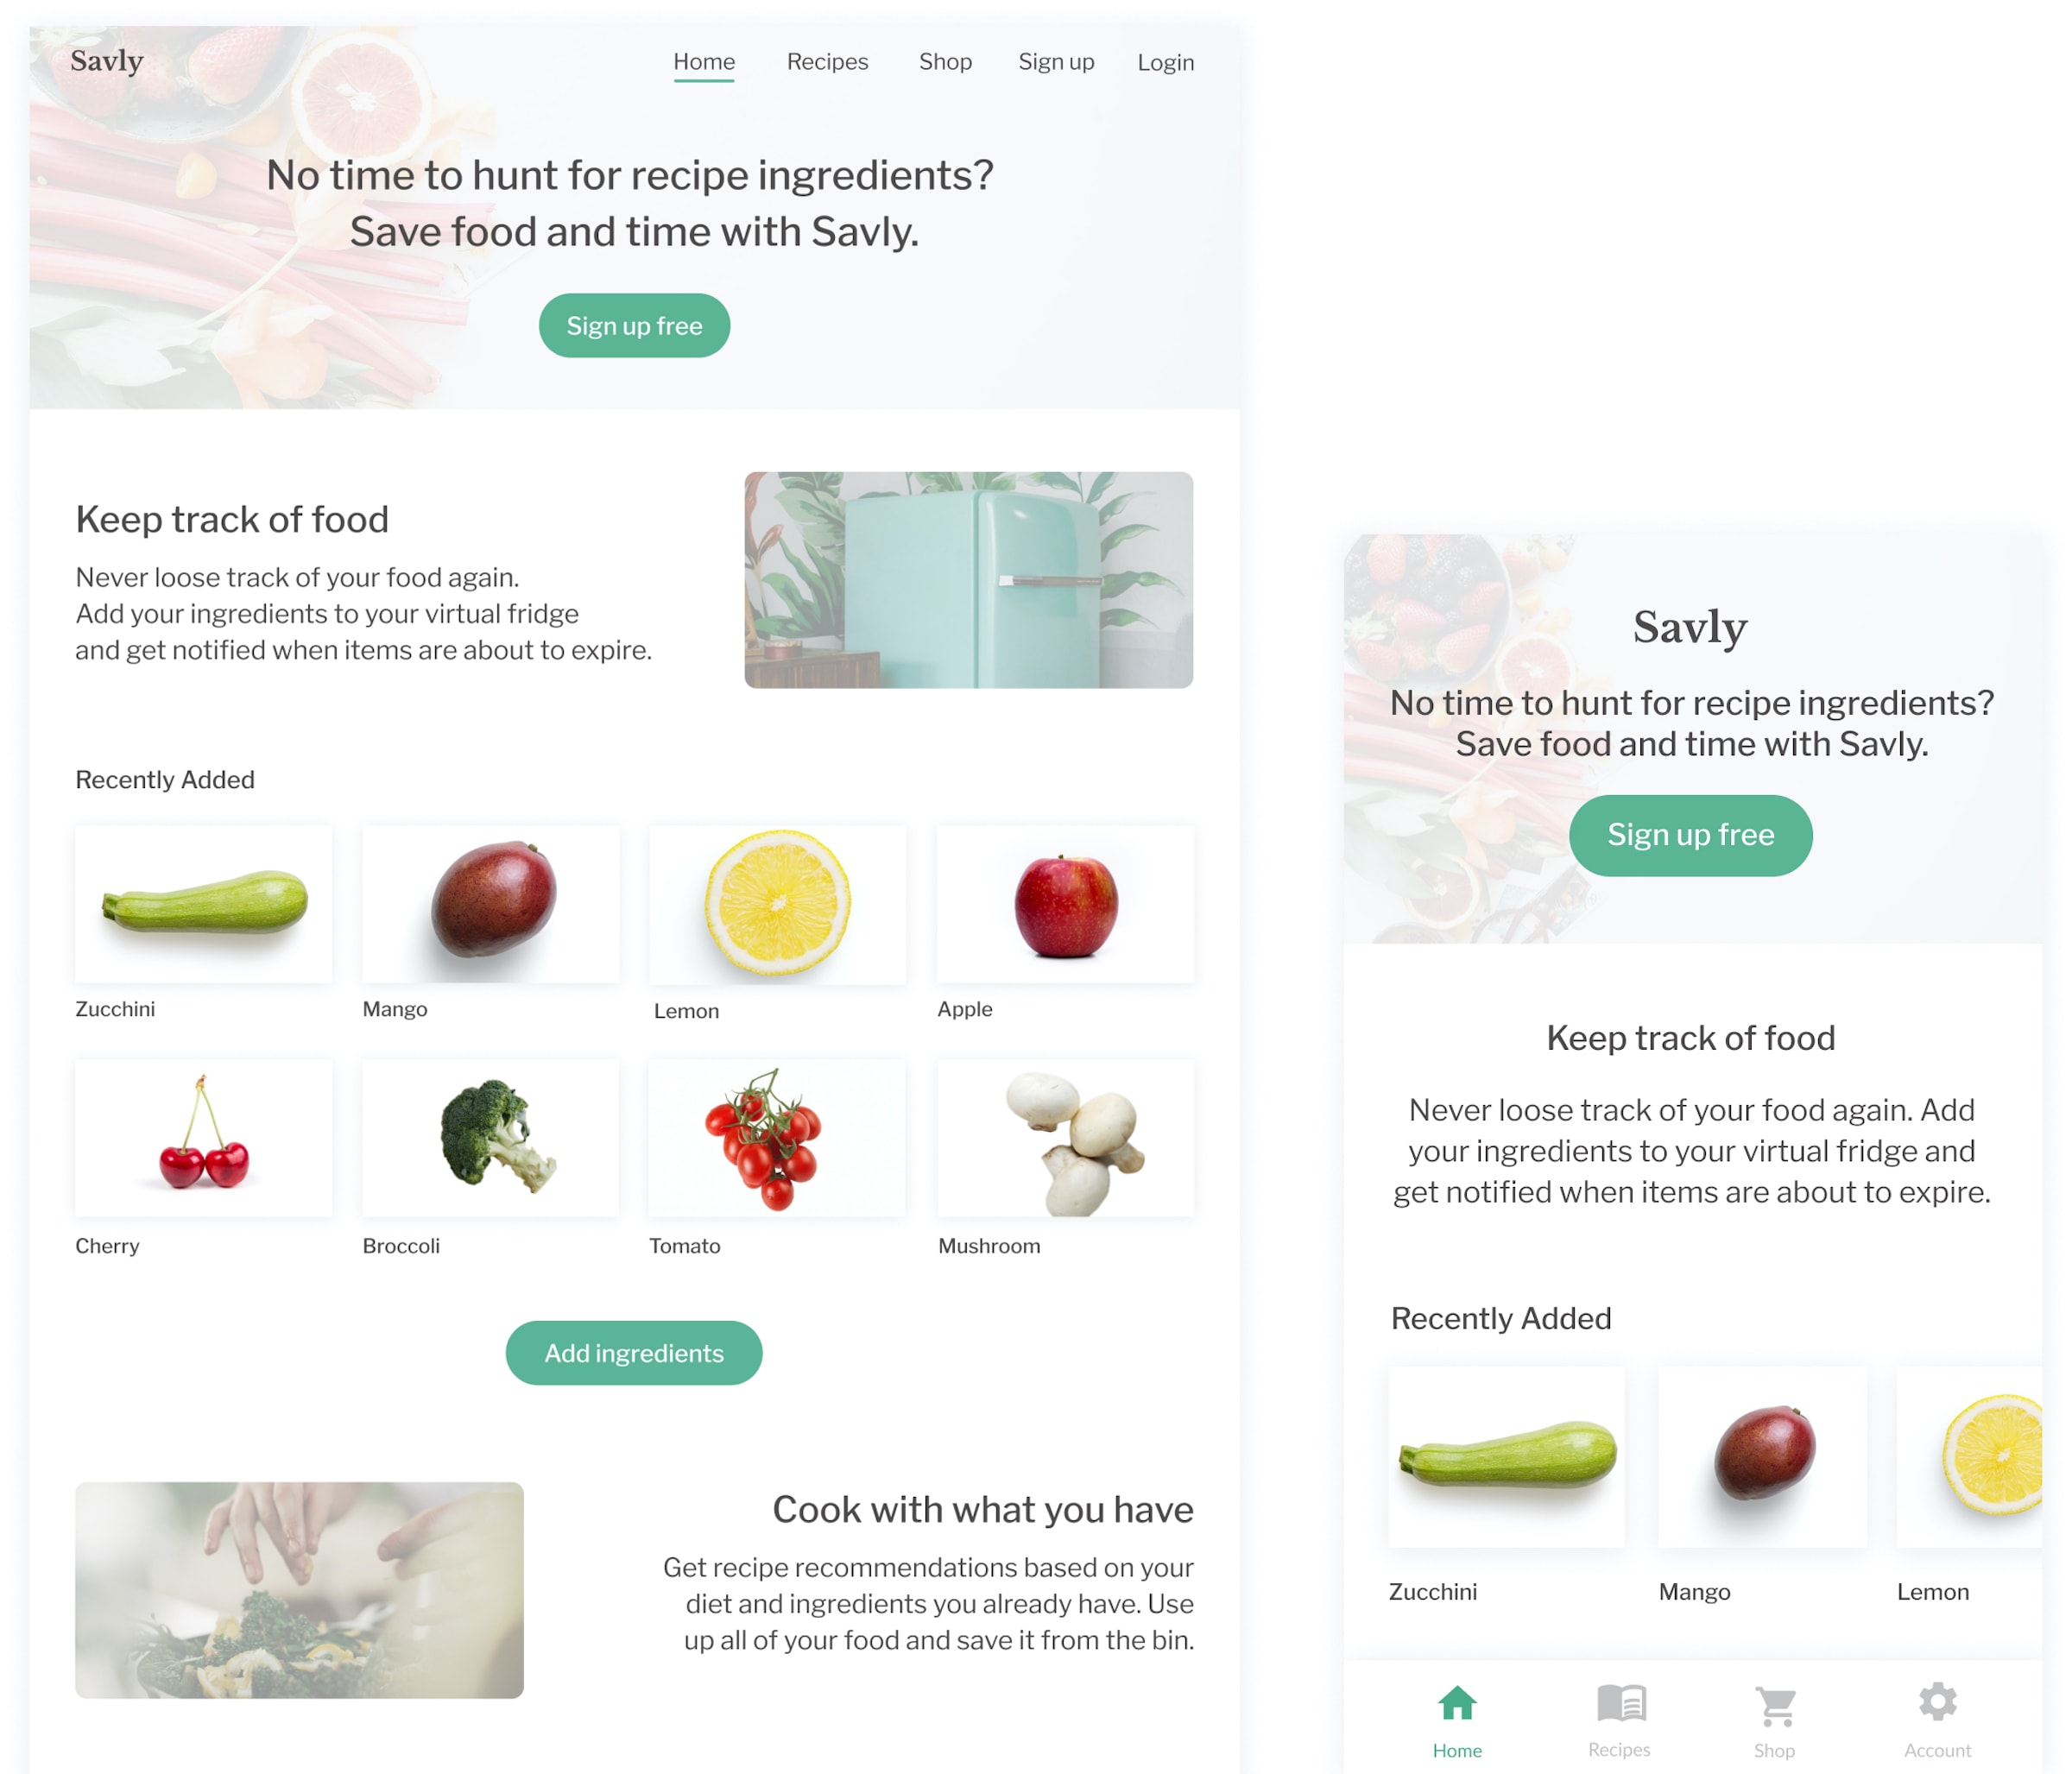 Savly
Home
Recipes
Shop
Sign up
Login
No time to hunt for recipe ingredients?
Save food and time with Savly.
Sign up free
Keep track of food
Never loose track of your food again.
Add your ingredients to your virtual fridge
and get notified when items are about to expire.
Recently Added
Zucchini
Mango
Lemon
Apple
Cherry
Broccoli
Tomato
Mushroom
Add ingredients
Cook with what you have
Get recipe recommendations based on your
diet and ingredients you already have. Use
up all of your food and save it from the bin.
Savly
No time to hunt for recipe ingredients?
Save food and time with Savly.
Sign up free
Keep track of food
Never loose track of your food again. Add
your ingredients to your virtual fridge and
get notified when items are about to expire.
Recently Added
Zucchini
Mango
Lemon
Home
Recipes
Shop
Account